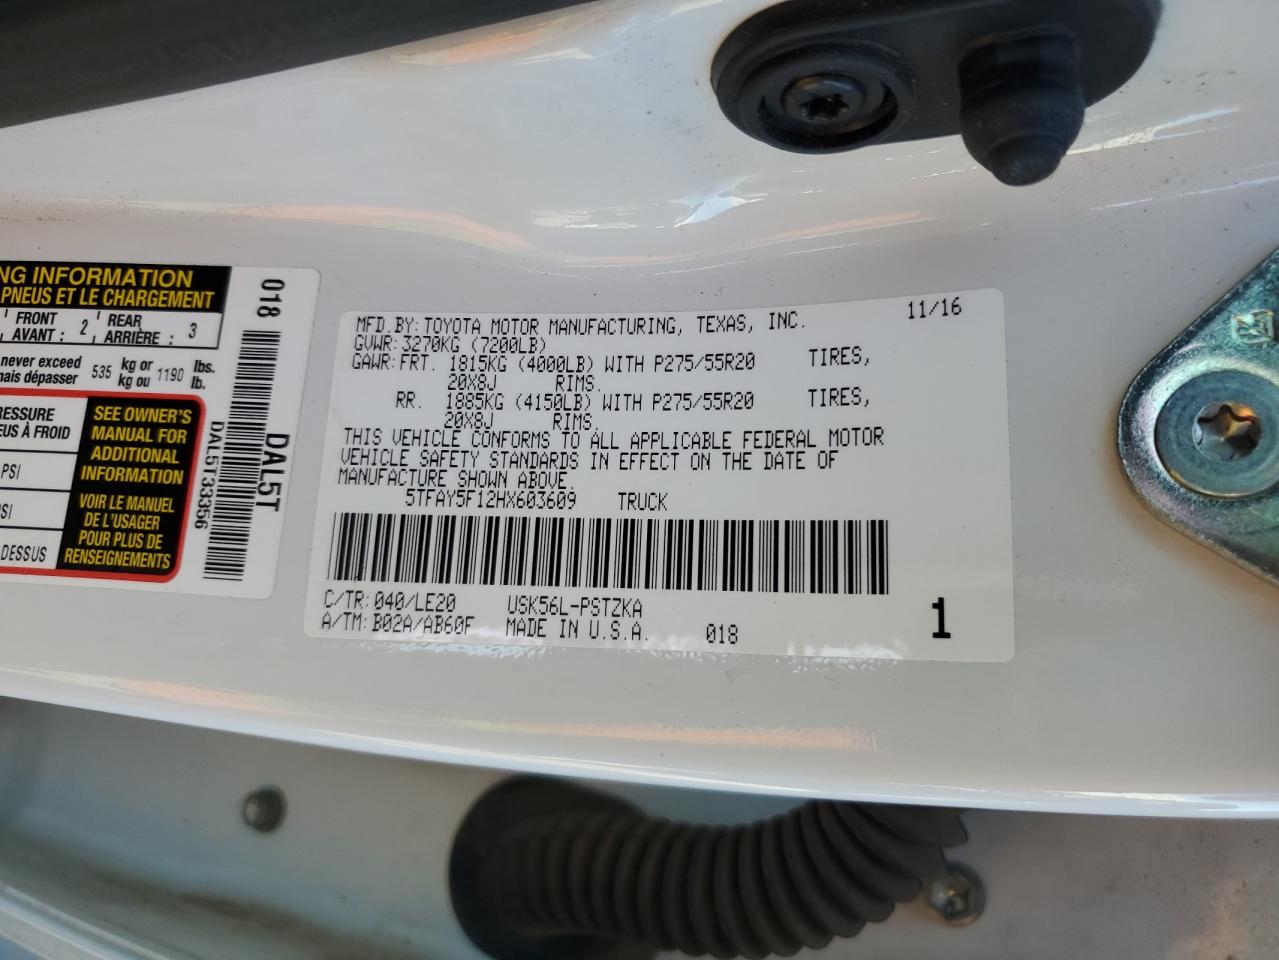 NG INFORMATION
PNEUS ET LE CHARGEMENT
FRONT
AVANT : 2
REAR
ARRIÈRE : 3
never exceed
mais dépasser
535
kg or
kg ou
1190
lbs.
lb.
RESSURE
EUS À FROID
PSI
SI
DESSUS
SEE OWNER'S
MANUAL FOR
ADDITIONAL
INFORMATION
VOIR LE MANUEL
DE L'USAGER
POUR PLUS DE
RENSEIGNEMENTS
018
DAL5T
DAL5T33356
11/16
MFD.BY: TOYOTA MOTOR MANUFACTURING, TEXAS, INC.
GVWR: 3270KG (7200LB)
GAWR: FRT. 1815KG (4000LB) WITH P275/55R20 TIRES,
20X8J RIMS.
RR. 1885KG (4150LB) WITH P275/55R20 TIRES,
20X8J RIMS.
THIS VEHICLE CONFORMS TO ALL APPLICABLE FEDERAL MOTOR
VEHICLE SAFETY STANDARDS IN EFFECT ON THE DATE OF
MANUFACTURE SHOWN ABOVE.
5TFAY5F12HX603609 TRUCK
C/TR: 040/LE20 USK56L-PSTZKA
A/TM: B02A/AB60F MADE IN U.S.A. 018
1